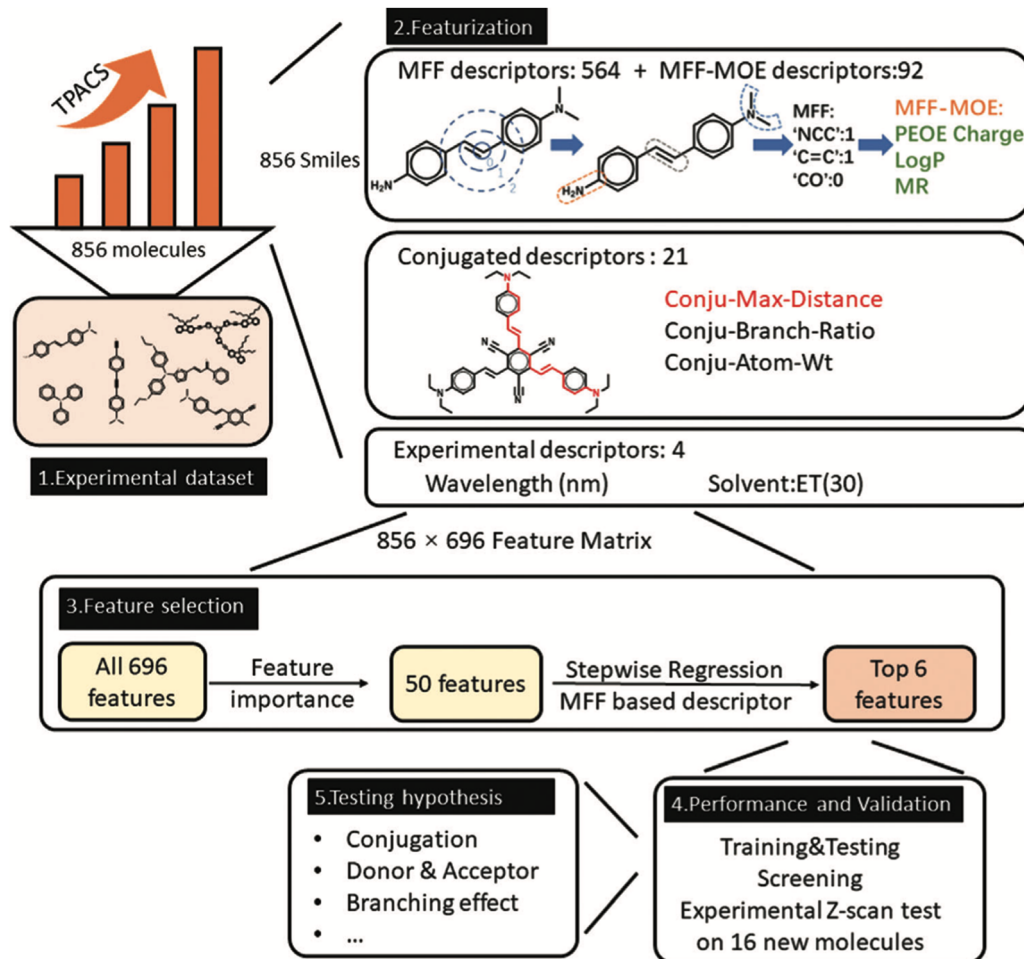 TPACS
856 molecules
1.Experimental dataset
856 Smiles
2.Featurization
MFF descriptors: 564 + MFF-MOE descriptors:92
N
H₂N
0
1
2
N
H₂N
MFF:
'NCC':1
'C=C':1
'CO':0
MFF-MOE:
PEOE Charge
LogP
MR
Conjugated descriptors : 21
Conju-Max-Distance
Conju-Branch-Ratio
Conju-Atom-Wt
Experimental descriptors: 4
Wavelength (nm) Solvent:ET(30)
856 × 696 Feature Matrix
3.Feature selection
All 696
features
Feature
importance
50 features
Stepwise Regression
MFF based descriptor
Top 6
features
5.Testing hypothesis
• Conjugation
• Donor & Acceptor
• Branching effect
• ...
4.Performance and Validation
Training&Testing
Screening
Experimental Z-scan test
on 16 new molecules